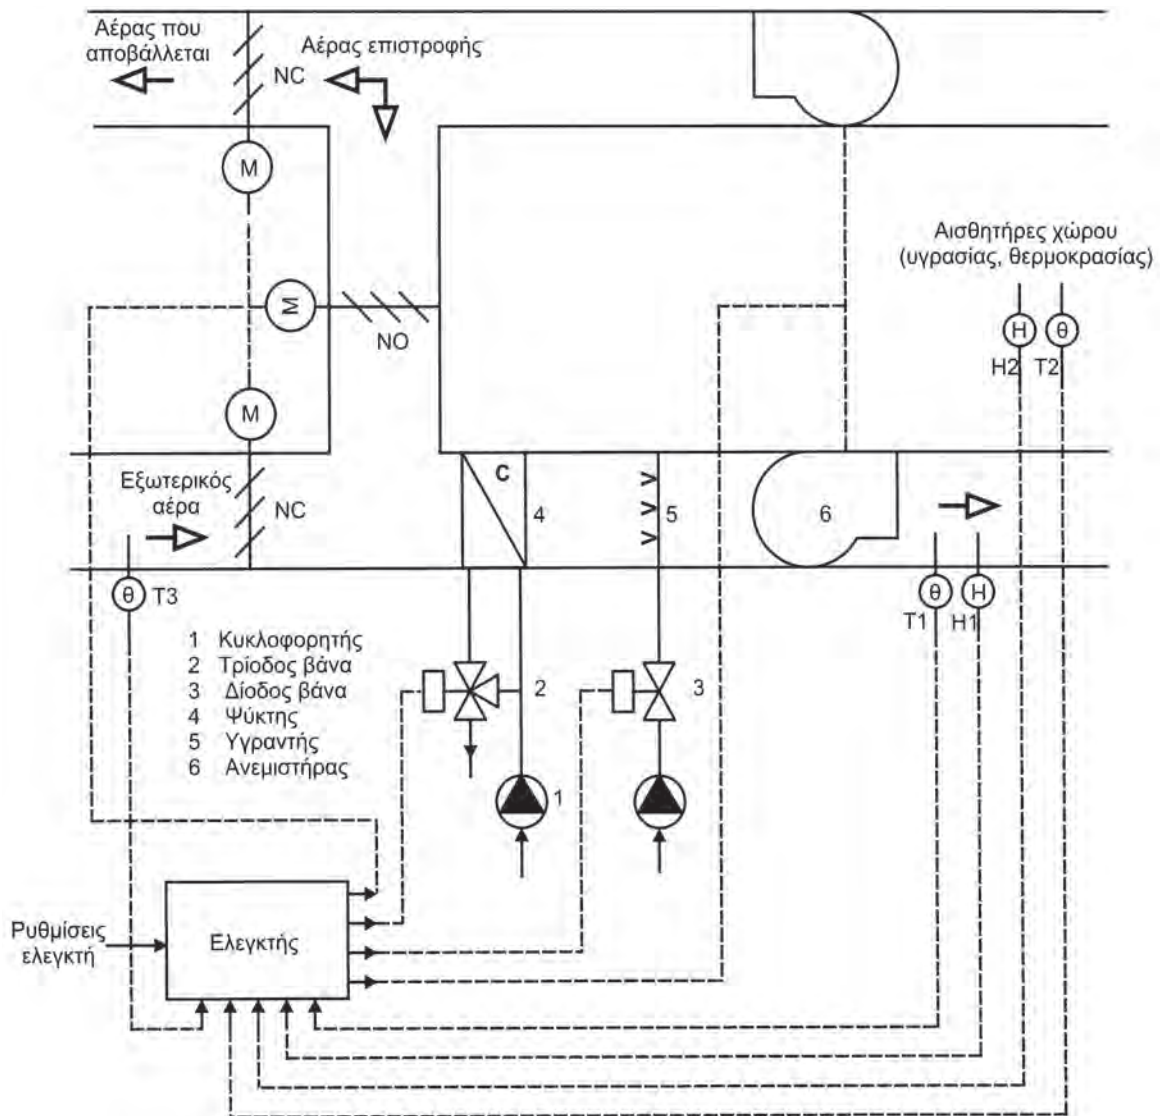 Αέρας που
αποβάλλεται
Αέρας επιστροφής
NC
M
M
NO
M
Αισθητήρες χώρου
(υγρασίας, θερμοκρασίας)
H
θ
H2
T2
Εξωτερικός
αέρα
NC
C
4
5
6
θ
T3
θ
H
T1
H1
1 Κυκλοφορητής
2 Τρίοδος βάνα
3 Δίοδος βάνα
4 Ψύκτης
5 Υγραντής
6 Ανεμιστήρας
2
3
1
Ρυθμίσεις
ελεγκτή
Ελεγκτής